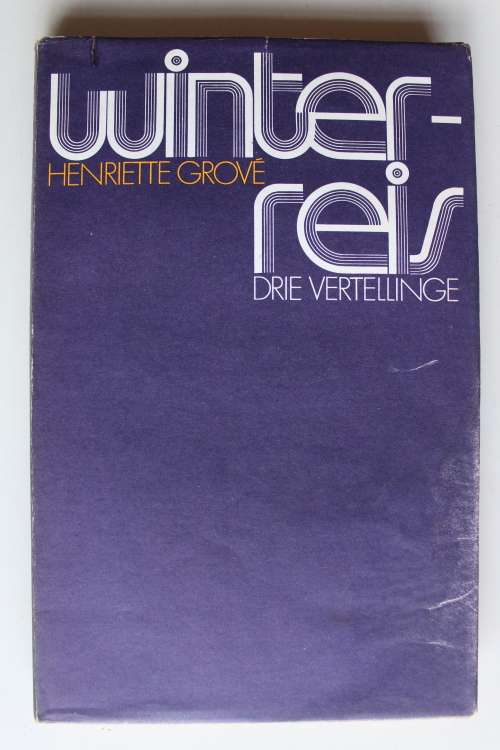 winter-
HENRIETTE GROVÉ
reis
DRIE VERTELLINGE